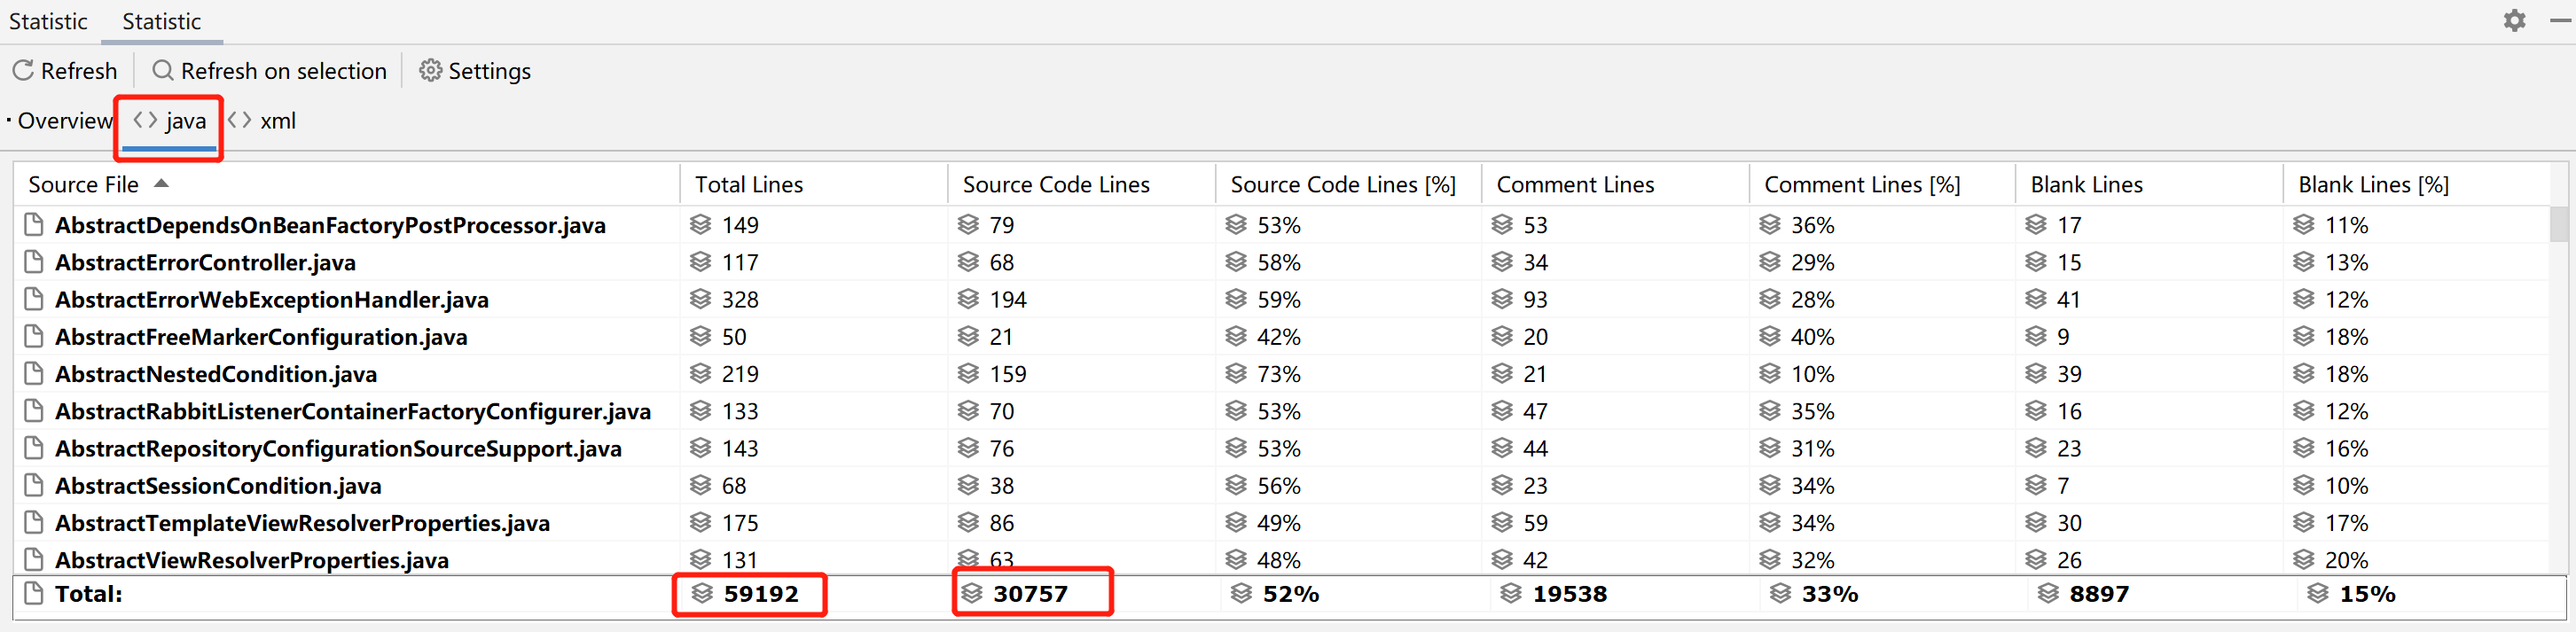 Statistic Statistic
Refresh Refresh on selection Settings
Overview java xml
Source File Total Lines Source Code Lines Source Code Lines [%] Comment Lines Comment Lines [%] Blank Lines Blank Lines [%]
AbstractDependsOnBeanFactoryPostProcessor.java 149 79 53% 53 36% 17 11%
AbstractErrorController.java 117 68 58% 34 29% 15 13%
AbstractErrorWebExceptionHandler.java 328 194 59% 93 28% 41 12%
AbstractFreeMarkerConfiguration.java 50 21 42% 20 40% 9 18%
AbstractNestedCondition.java 219 159 73% 21 10% 39 18%
AbstractRabbitListenerContainerFactoryConfigurer.java 133 70 53% 47 35% 16 12%
AbstractRepositoryConfigurationSourceSupport.java 143 76 53% 44 31% 23 16%
AbstractSessionCondition.java 68 38 56% 23 34% 7 10%
AbstractTemplateViewResolverProperties.java 175 86 49% 59 34% 30 17%
AbstractViewResolverProperties.java 131 63 48% 42 32% 26 20%
Total: 59192 30757 52% 19538 33% 8897 15%